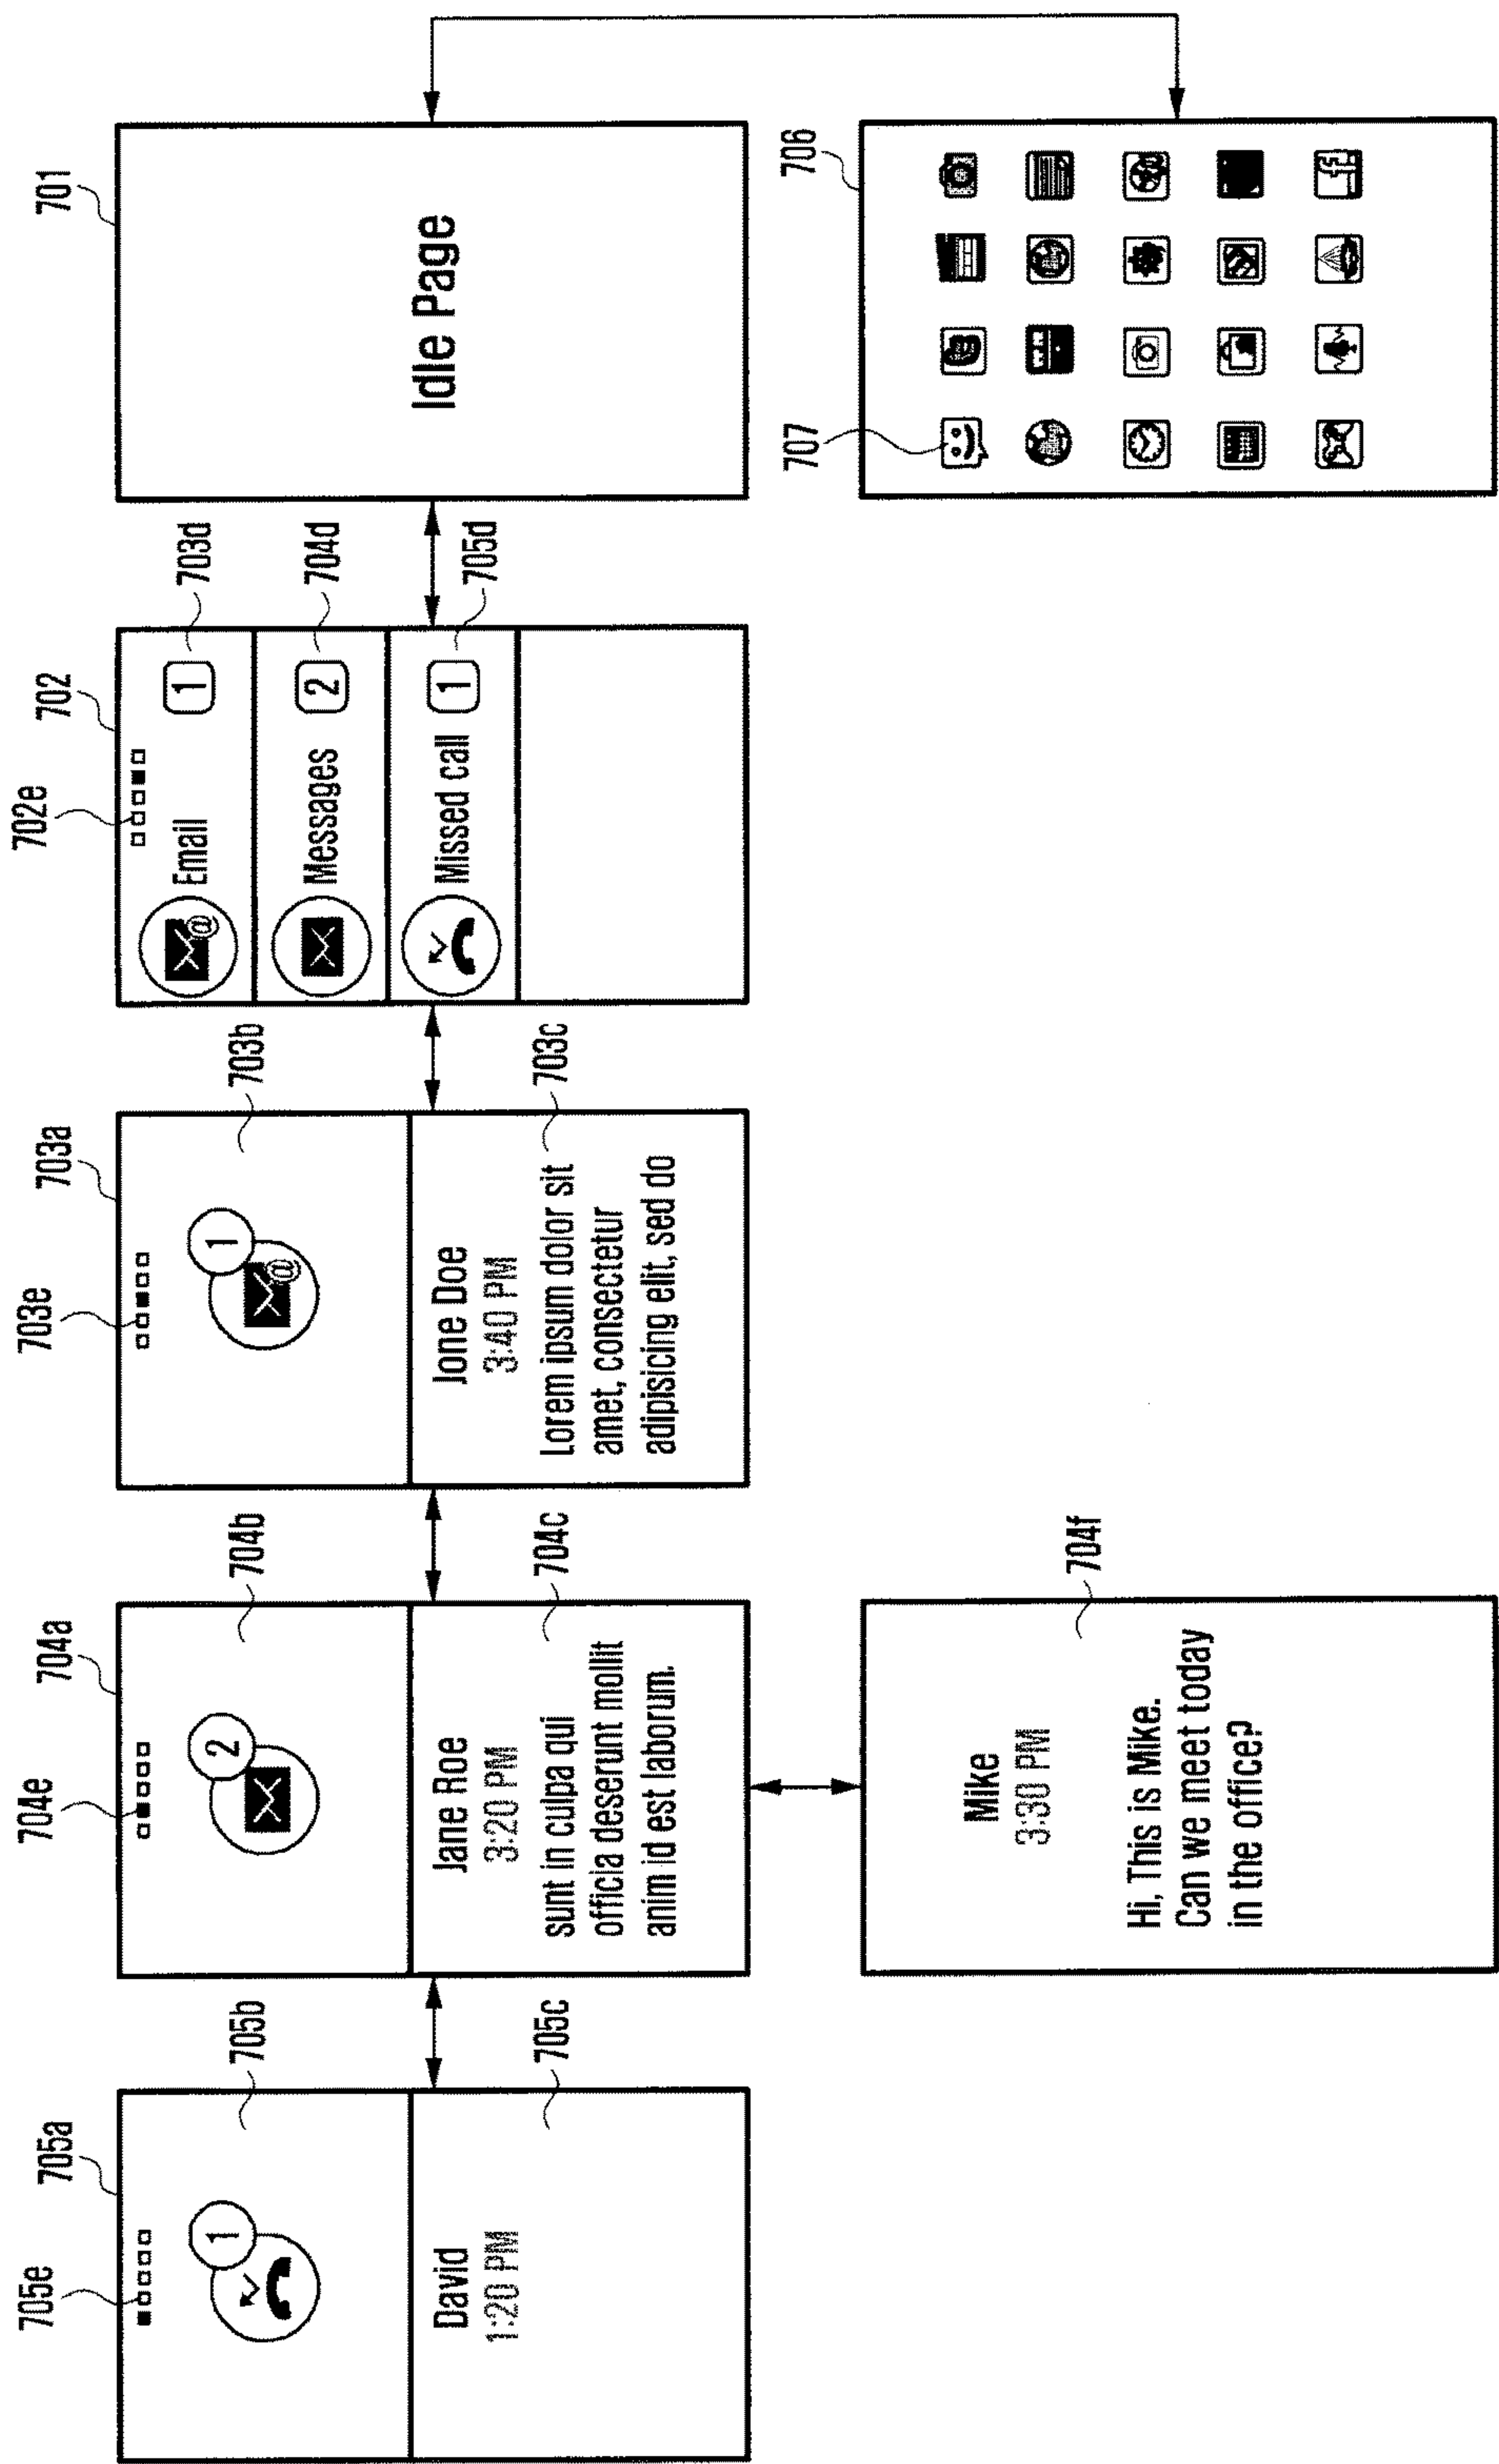 705e
705a
1
705b
David
1:20 PM
705c
704e
704a
2
704b
Jane Roe
3:20 PM
sunt in culpa qui
officia deserunt mollit
anim id est laborum.
704c
Mike
3:30 PM
Hi, This is Mike.
Can we meet today
in the office?
704f
703e
703a
1
@
703b
Jone Doe
3:40 PM
Lorem ipsum dolor sit
amet, consectetur
adipisicing elit, sed do
703c
702e
702
@
Email
1
703d
Messages
2
704d
Missed call
1
705d
701
Idle Page
706
707
f